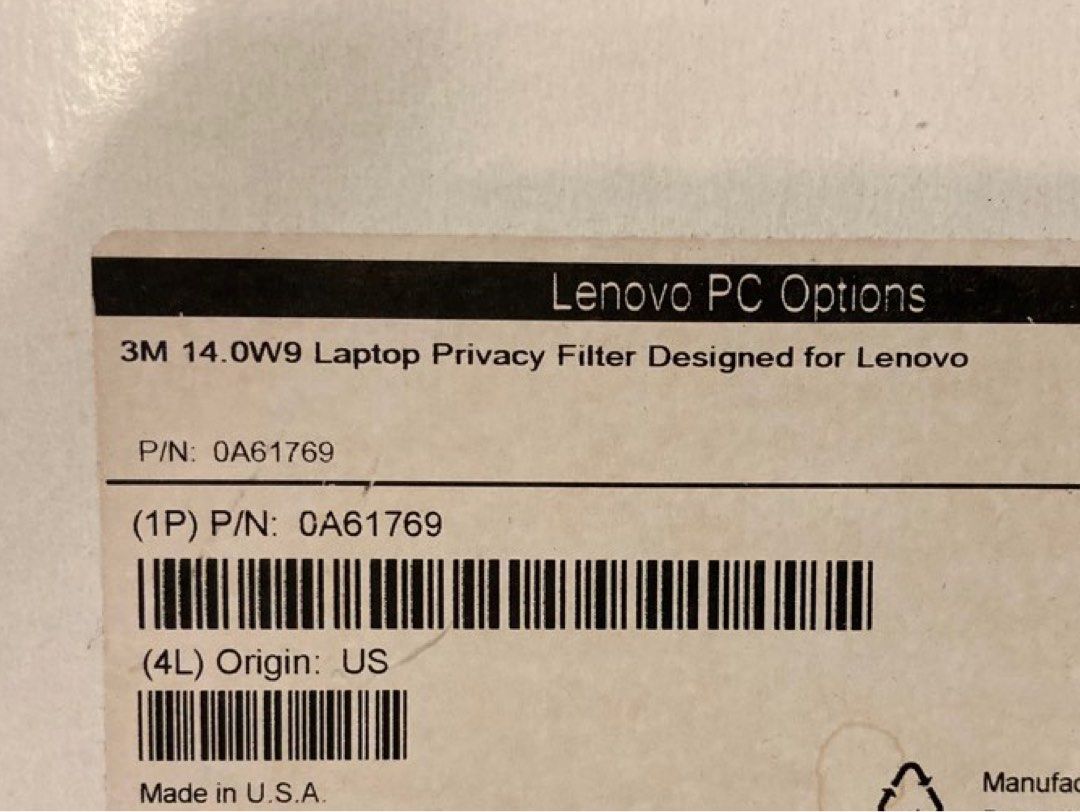 Lenovo PC Options
3M 14.0W9 Laptop Privacy Filter Designed for Lenovo
P/N: 0A61769
(1P) P/N: 0A61769
(4L) Origin: US
Made in U.S.A.